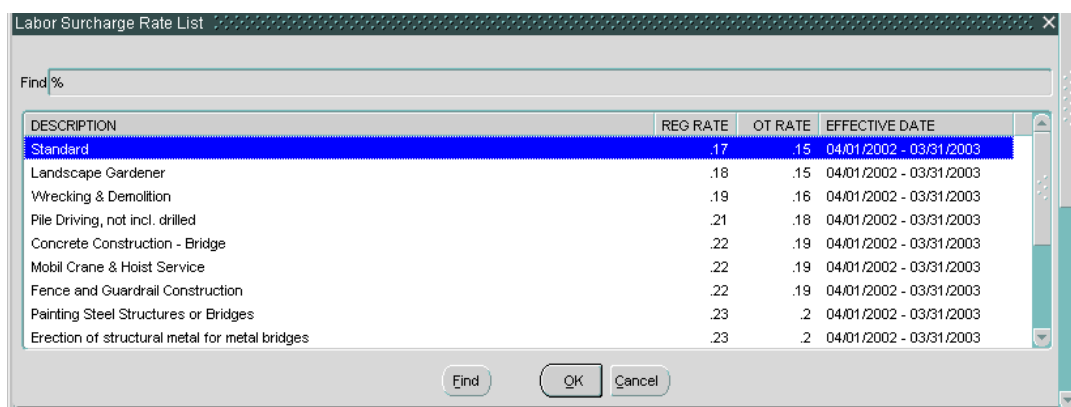 Labor Surcharge Rate List
Find %
DESCRIPTION REG RATE OT RATE EFFECTIVE DATE
Standard .17 .15 04/01/2002 - 03/31/2003
Landscape Gardener .18 .15 04/01/2002 - 03/31/2003
Wrecking & Demolition .19 .16 04/01/2002 - 03/31/2003
Pile Driving, not incl. drilled .21 .18 04/01/2002 - 03/31/2003
Concrete Construction - Bridge .22 .19 04/01/2002 - 03/31/2003
Mobil Crane & Hoist Service .22 .19 04/01/2002 - 03/31/2003
Fence and Guardrail Construction .22 .19 04/01/2002 - 03/31/2003
Painting Steel Structures or Bridges .23 .2 04/01/2002 - 03/31/2003
Erection of structural metal for metal bridges .23 .2 04/01/2002 - 03/31/2003
Find OK Cancel